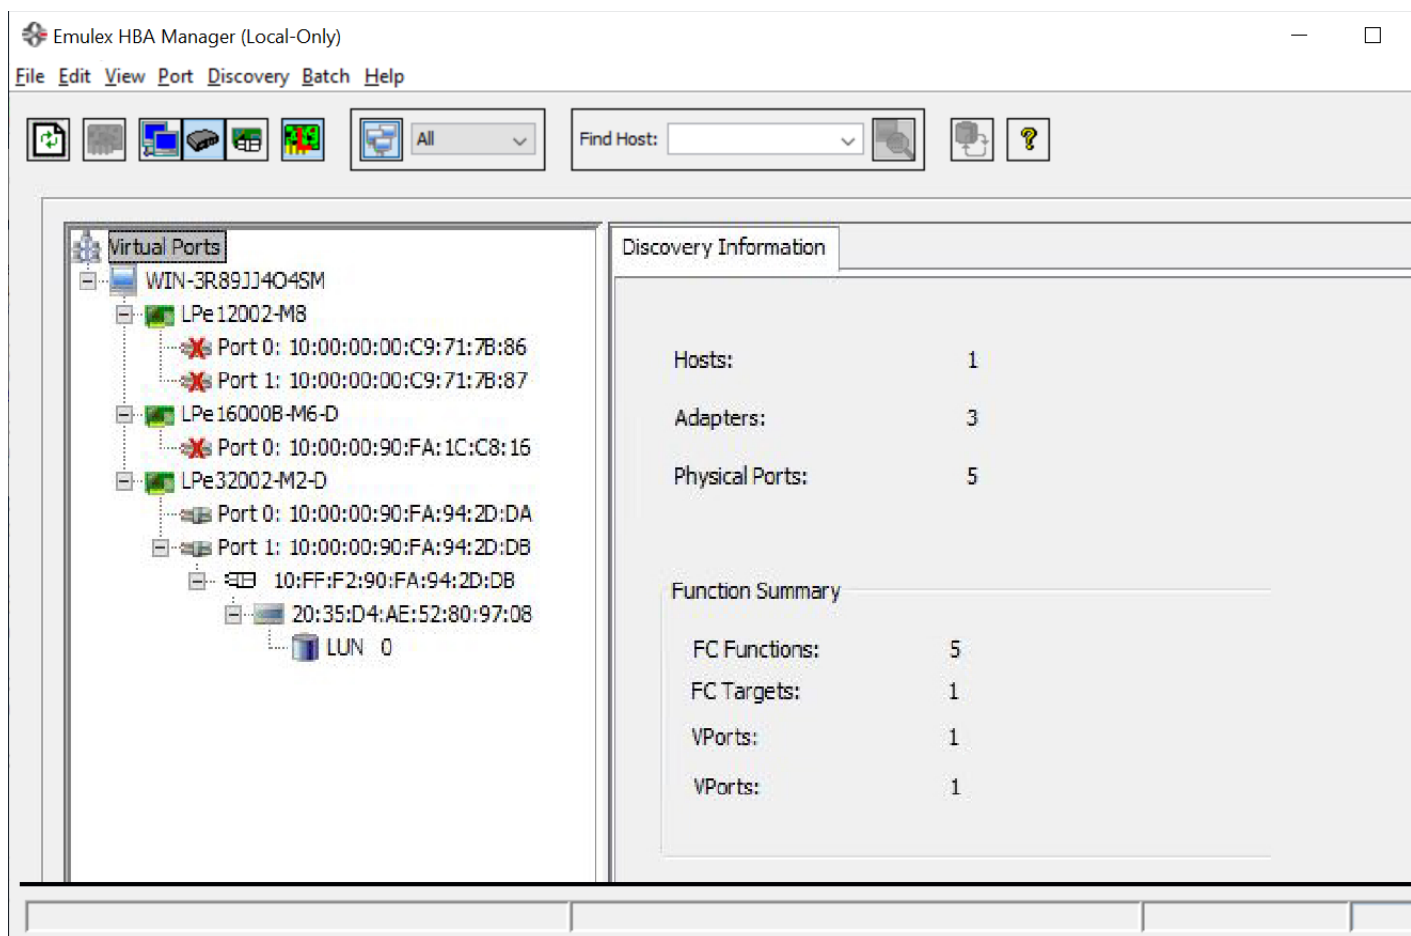 Emulex HBA Manager (Local-Only)
File Edit View Port Discovery Batch Help
All
Find Host:
Virtual Ports
WIN-3R89JJ4O4SM
LPe12002-M8
Port 0: 10:00:00:00:C9:71:7B:86
Port 1: 10:00:00:00:C9:71:7B:87
LPe16000B-M6-D
Port 0: 10:00:00:90:FA:1C:C8:16
LPe32002-M2-D
Port 0: 10:00:00:90:FA:94:2D:DA
Port 1: 10:00:00:90:FA:94:2D:DB
10:FF:F2:90:FA:94:2D:DB
20:35:D4:AE:52:80:97:08
LUN 0
Discovery Information
Hosts: 1
Adapters: 3
Physical Ports: 5
Function Summary
FC Functions: 5
FC Targets: 1
VPorts: 1
VPorts: 1